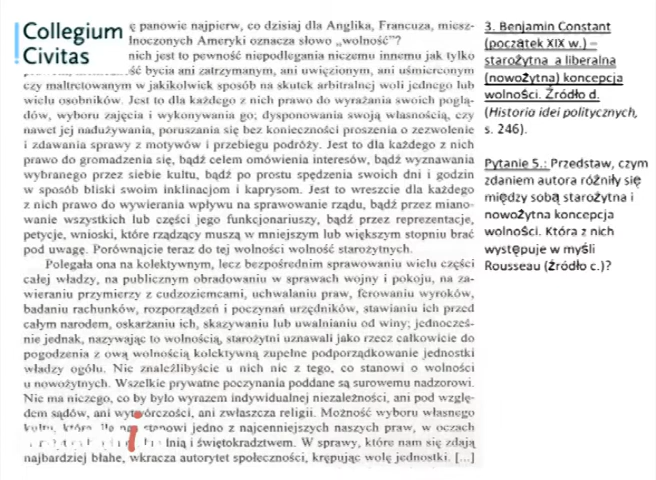 Collegium
Civitas
ę panowie najpierw, co dzisiaj dla Anglika, Francuza, miesz-
lnoczonych Ameryki oznacza słowo „wolność"?
nich jest to pewność niepodlegania niczemu innemu jak tylko
ść bycia ani zatrzymanym, ani uwięzionym, ani uśmierconym
czy maltretowanym w jakikolwiek sposób na skutek arbitralnej woli jednego lub
wielu osobników. Jest to dla każdego z nich prawo do wyrażania swoich poglą-
dów, wyboru zajęcia i wykonywania go; dysponowania swoją własnością, czy
nawet jej nadużywania, poruszania się bez konieczności proszenia o zezwolenie
i zdawania sprawy z motywów i przebiegu podróży. Jest to dla każdego z nich
prawo do gromadzenia się, bądź celem omówienia interesów, bądź wyznawania
wybranego przez siebie kultu, bądź po prostu spędzenia swoich dni i godzin
w sposób bliski swoim inklinacjom i kaprysom. Jest to wreszcie dla każdego
z nich prawo do wywierania wpływu na sprawowanie rządu, bądź przez miano-
wanie wszystkich lub części jego funkcjonariuszy, bądź przez reprezentacje,
petycje, wnioski, które rządzący muszą w mniejszym lub większym stopniu brać
pod uwagę. Porównajcie teraz do tej wolności wolność starożytnych.
Polegała ona na kolektywnym, lecz bezpośrednim sprawowaniu wielu części
całej władzy, na publicznym obradowaniu w sprawach wojny i pokoju, na za-
wieraniu przymierzy z cudzoziemcami, uchwalaniu praw, ferowaniu wyroków,
badaniu rachunków, rozporządzeń i poczynań urzędników, stawianiu ich przed
całym narodem, oskarżaniu ich, skazywaniu lub uwalnianiu od winy; jednocześ-
nie jednak, nazywając to wolnością, starożytni uznawali jako rzecz całkowicie do
pogodzenia z ową wolnością kolektywną zupełne podporządkowanie jednostki
władzy ogółu. Nie znaleźlibyście u nich nic z tego, co stanowi o wolności
u nowożytnych. Wszelkie prywatne poczynania poddane są surowemu nadzorowi.
Nie ma niczego, co by było wyrazem indywidualnej niezależności, ani pod wzglę-
dem sądów, ani wytwórczości, ani zwłaszcza religii. Możność wyboru własnego
kultu, która dla nas stanowi jedno z najcenniejszych naszych praw, w oczach
lnią i świętokradztwem. W sprawy, które nam się zdają
najbardziej błahe, wkracza autorytet społeczności, krępując wolę jednostki. [...]
3. Benjamin Constant
(początek XIX w.) –
starożytna a liberalna
(nowożytna) koncepcja
wolności. Źródło d.
(Historia idei politycznych,
s. 246).
Pytanie 5.: Przedstaw, czym
zdaniem autora różniły się
między sobą starożytna i
nowożytna koncepcja
wolności. Która z nich
występuje w myśli
Rousseau (źródło c.)?